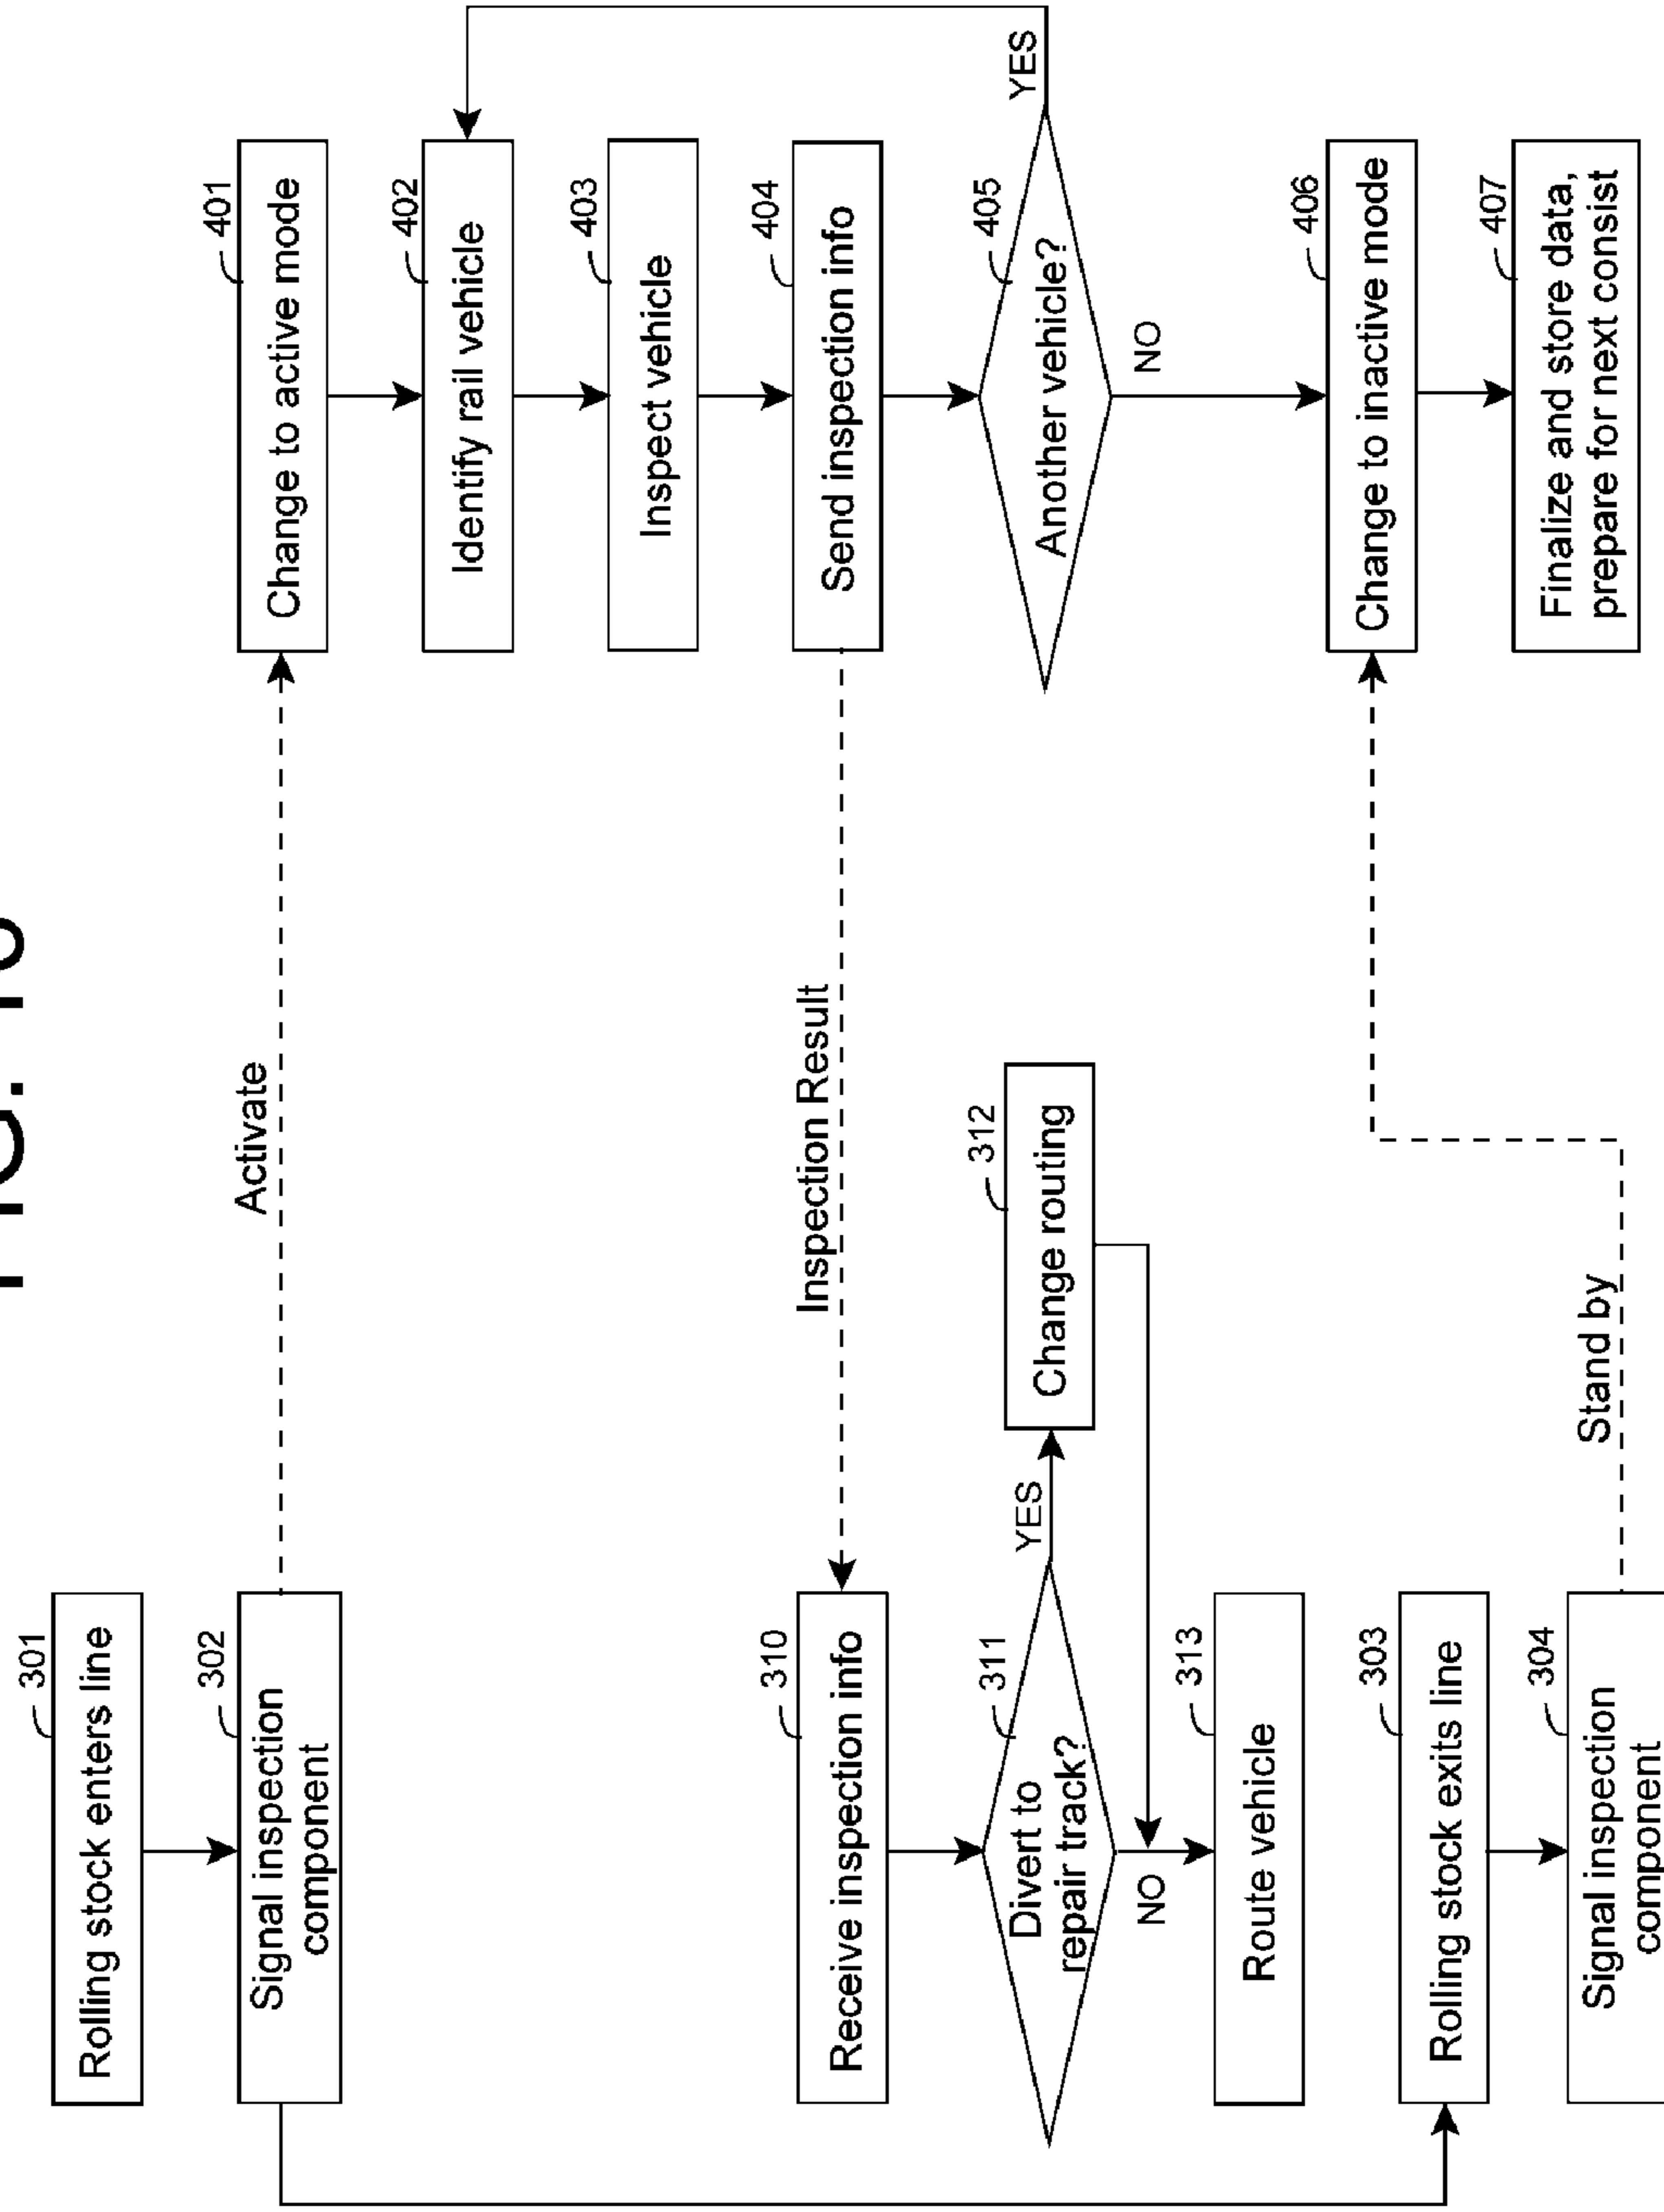 301
Rolling stock enters line
302
Signal inspection
component
Activate
401
Change to active mode
402
Identify rail vehicle
403
Inspect vehicle
404
Send inspection info
Inspection Result
310
Receive inspection info
311
Divert to
repair track?
YES
NO
312
Change routing
313
Route vehicle
405
Another vehicle?
YES
NO
303
Rolling stock exits line
304
Signal inspection
component
Stand by
406
Change to inactive mode
407
Finalize and store data,
prepare for next consist